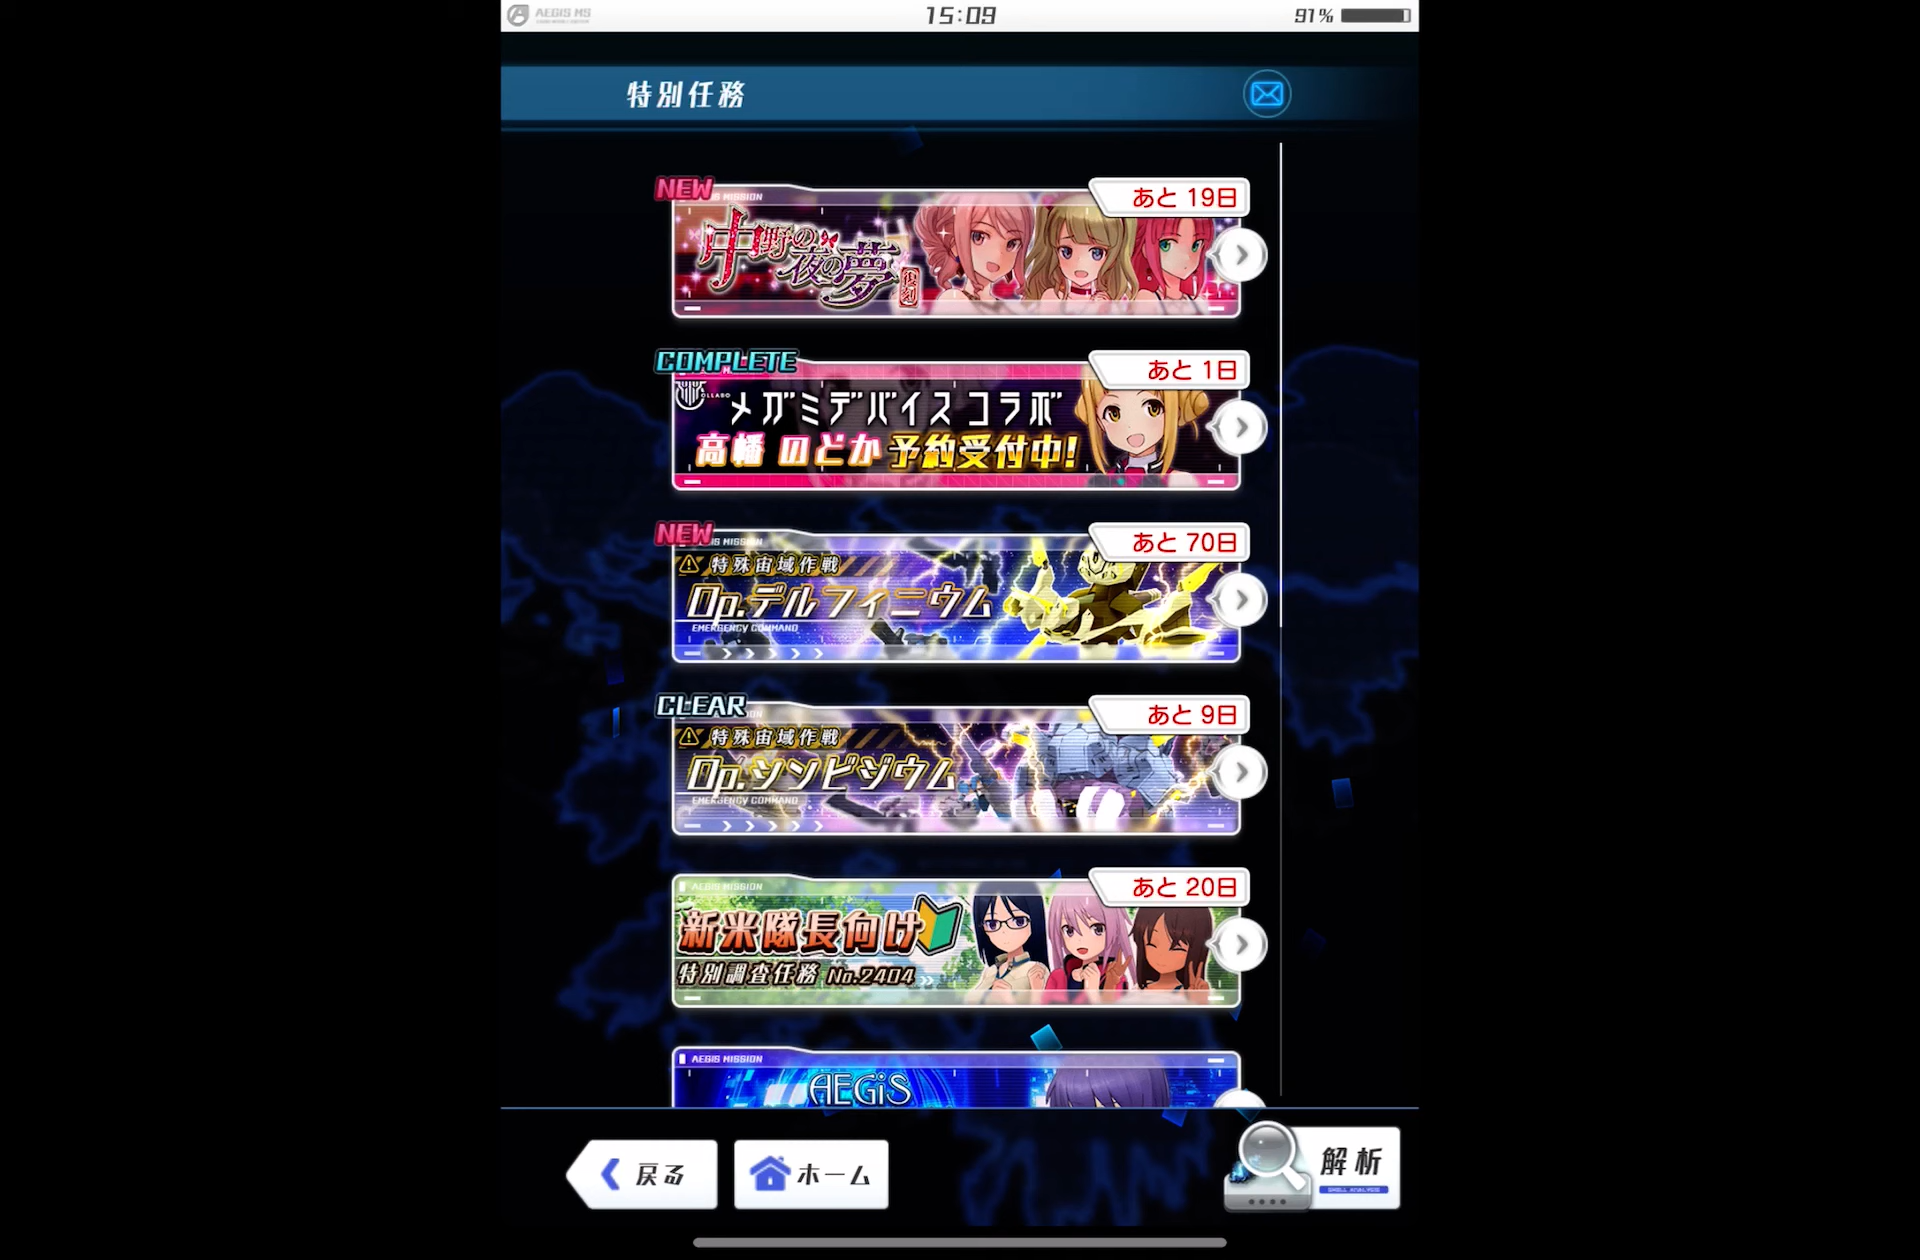 AEGIS MS
15:09
91%
特別任務
NEW
あと 19日
中野の夜の夢
復刻
COMPLETE
あと 1日
メガミデバイス コラボ
高幡 のどか 予約受付中!
NEW
あと 70日
特殊宙域作戦
Op.デルフィニウム
EMERGENCY COMMAND
CLEAR
あと 9日
特殊宙域作戦
Op.シンビジウム
EMERGENCY COMMAND
AEGIS MISSION
あと 20日
新米隊長向け
特別調査任務 No.2404
AEGIS MISSION
AEGiS
戻る
ホーム
解析